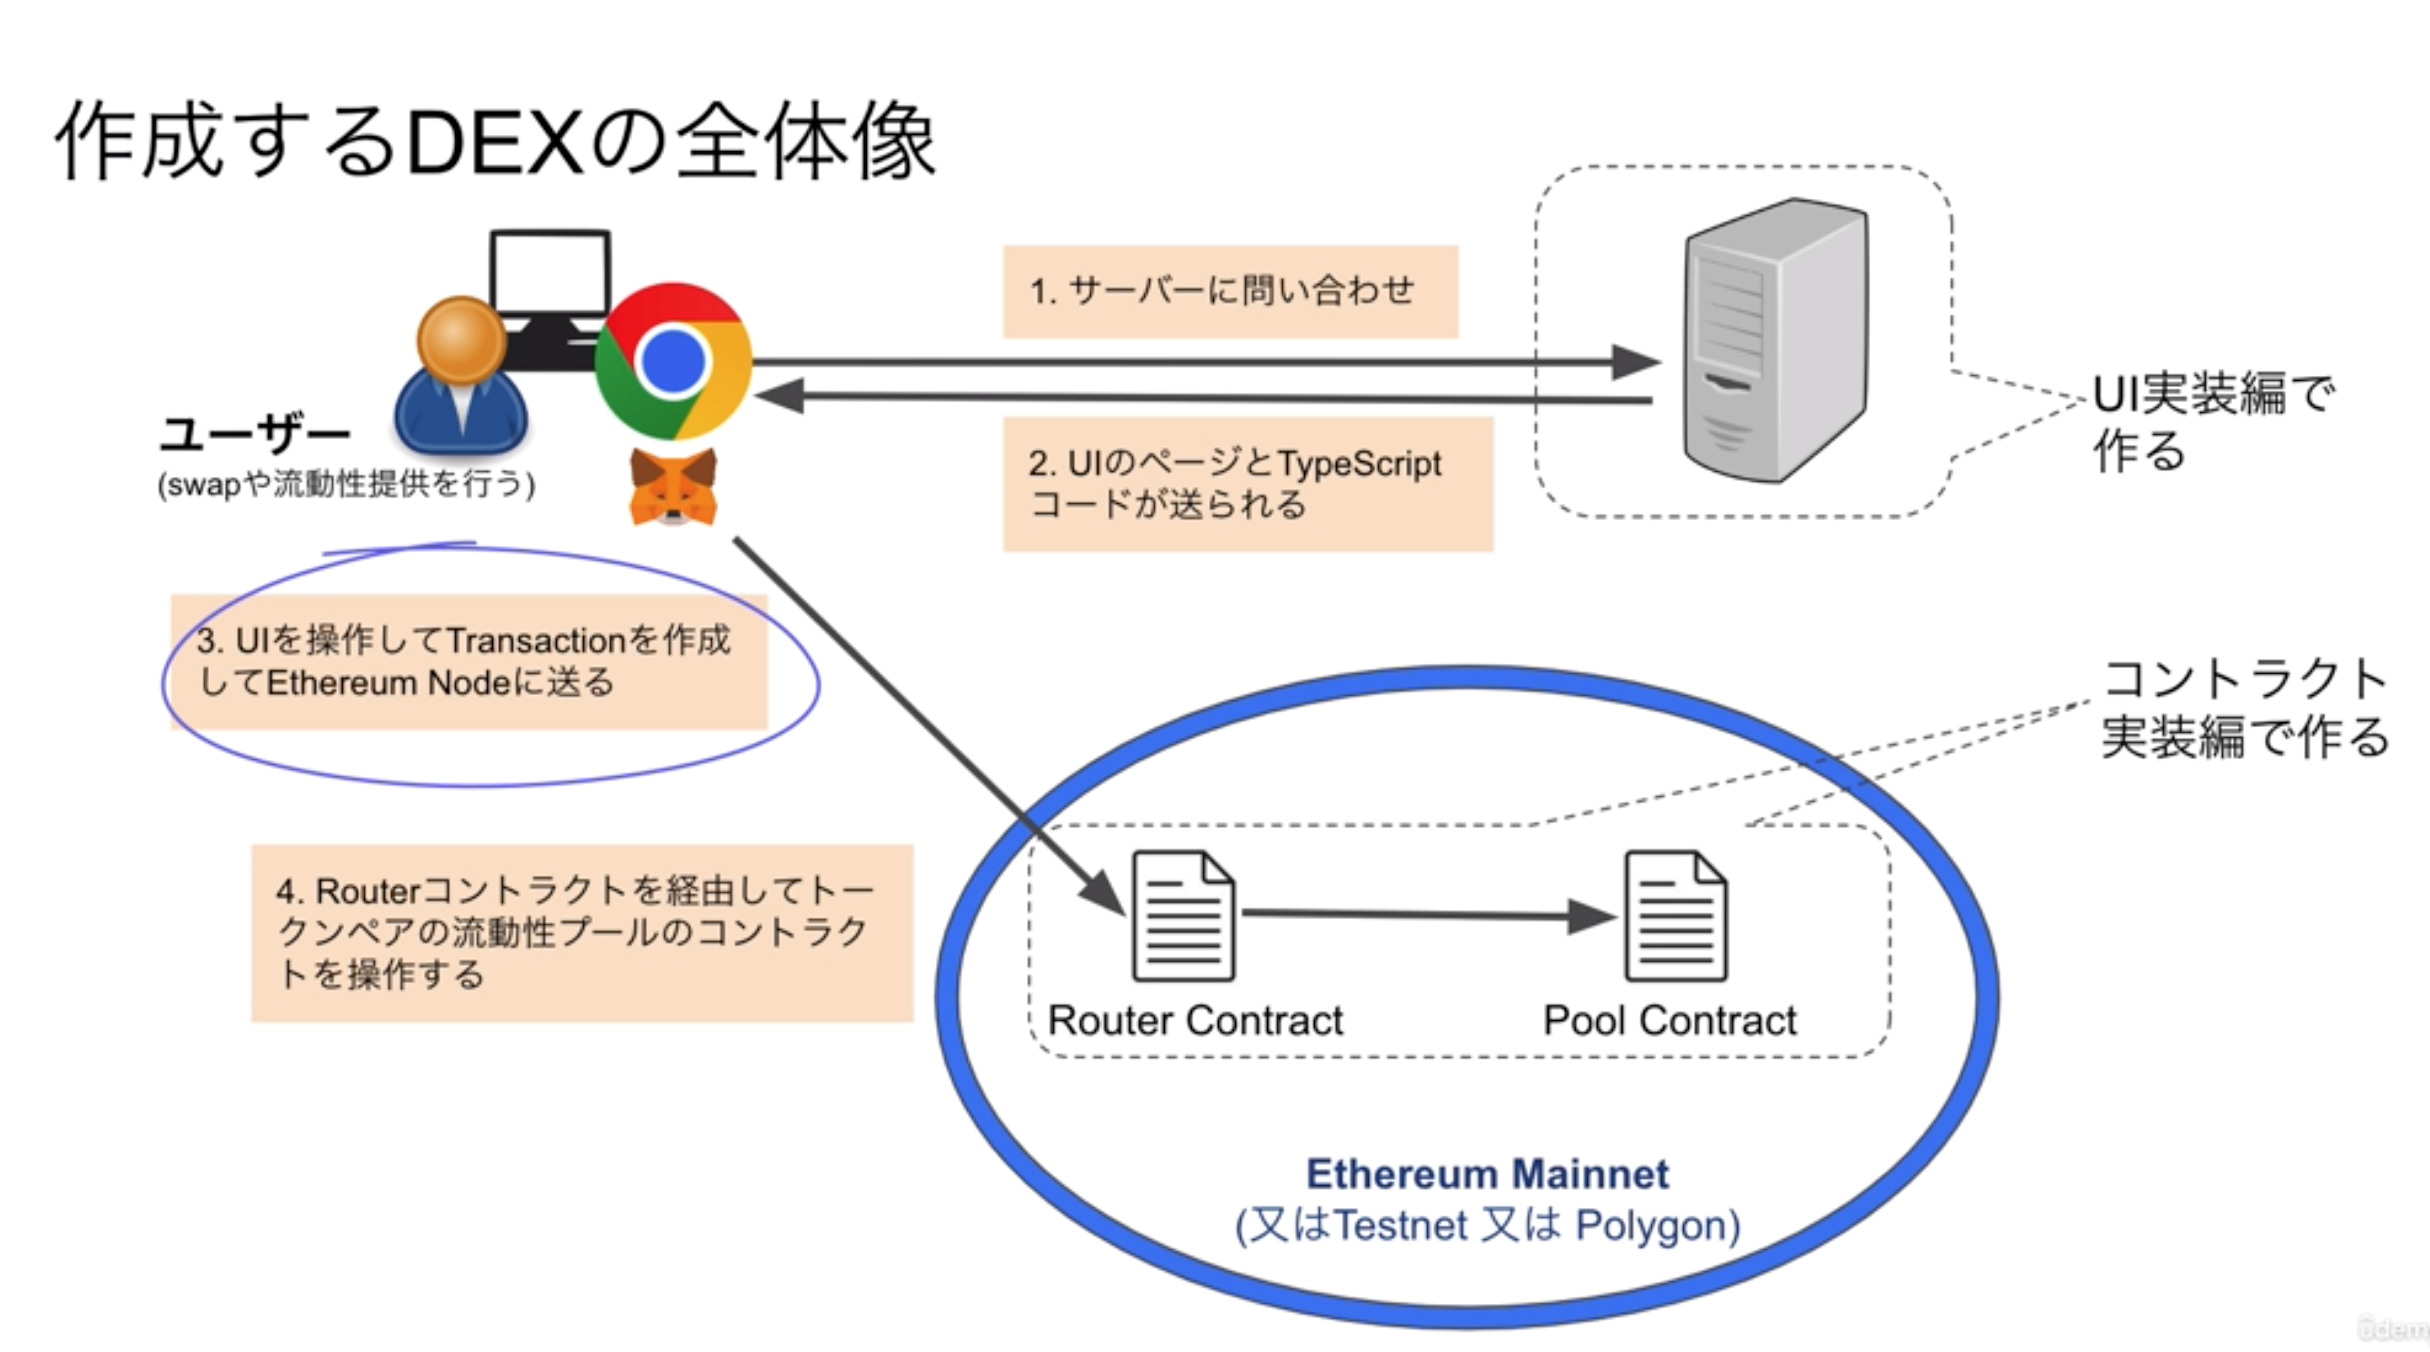 作成するDEXの全体像
1. サーバーに問い合わせ
2. UIのページとTypeScript
コードが送られる
UI実装編で
作る
ユーザー
(swapや流動性提供を行う)
3. UIを操作してTransactionを作成
してEthereum Nodeに送る
コントラクト
実装編で作る
4. Routerコントラクトを経由してトー
クンペアの流動性プールのコントラク
トを操作する
Router Contract
Pool Contract
Ethereum Mainnet
(又はTestnet 又は Polygon)